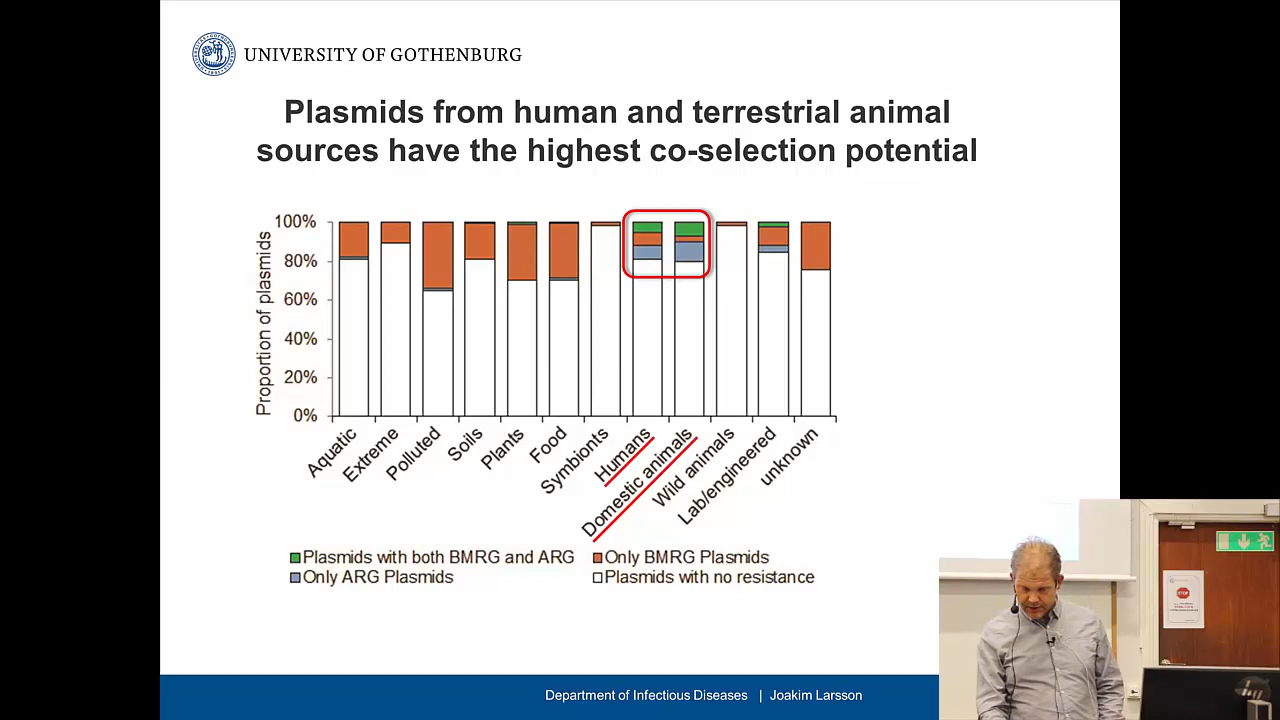 UNIVERSITY OF GOTHENBURG
Plasmids from human and terrestrial animal
sources have the highest co-selection potential
Proportion of plasmids
100%
80%
60%
40%
20%
0%
Aquatic
Extreme
Polluted
Soils
Plants
Food
Symbionts
Humans
Domestic animals
Wild animals
Lab/engineered
unknown
Plasmids with both BMRG and ARG
Only BMRG Plasmids
Only ARG Plasmids
Plasmids with no resistance
Department of Infectious Diseases | Joakim Larsson
STOP
hp